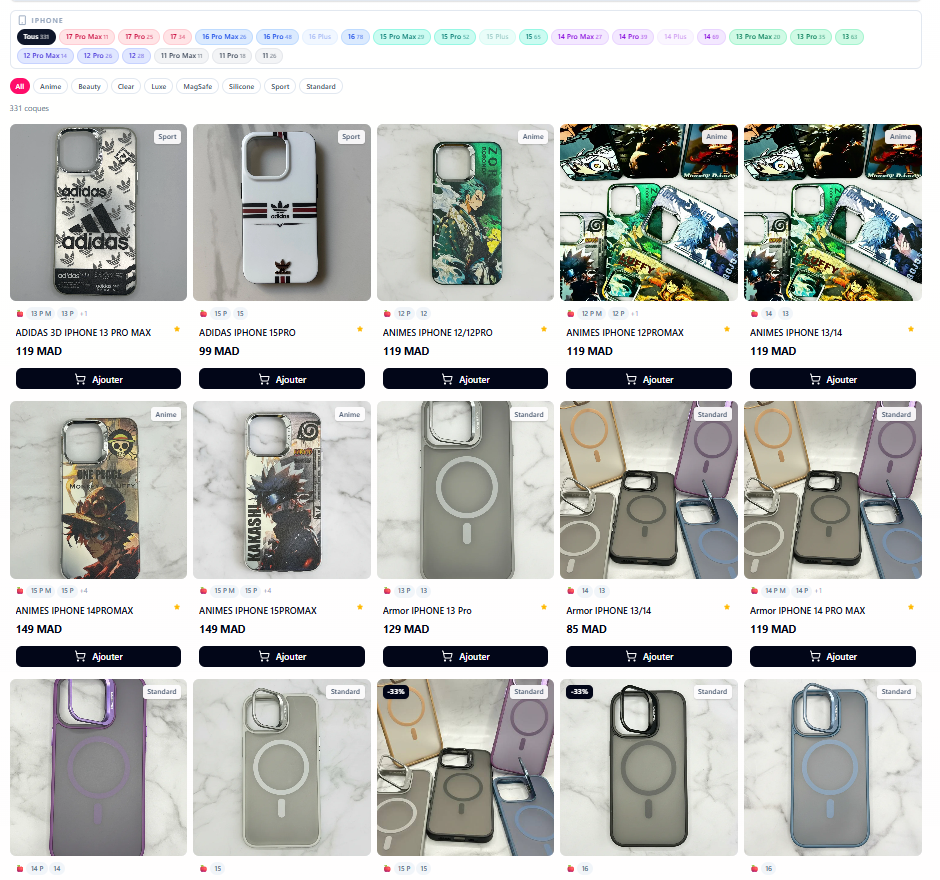 IPHONE
Tous 331 17 Pro Max 11 17 Pro 25 17 34 16 Pro Max 26 16 Pro 48 16 Plus 16 78 15 Pro Max 29 15 Pro 52 15 Plus 15 65 14 Pro Max 27 14 Pro 39 14 Plus 14 69 13 Pro Max 20 13 Pro 35 13 63
12 Pro Max 14 12 Pro 26 12 28 11 Pro Max 11 11 Pro 18 11 26
All Anime Beauty Clear Luxe MagSafe Silicone Sport Standard
331 coques
Sport Sport Anime Anime Anime
adidas
adidas
adidas
ZORO
13 P M 13 P +1 15 P 15 12 P 12 12 P M 12 P +1 14 13
ADIDAS 3D IPHONE 13 PRO MAX ADIDAS IPHONE 15PRO ANIMES IPHONE 12/12PRO ANIMES IPHONE 12PROMAX ANIMES IPHONE 13/14
119 MAD 99 MAD 119 MAD 119 MAD 119 MAD
Ajouter Ajouter Ajouter Ajouter Ajouter
Anime Anime Standard Standard Standard
ONE PIECE
KAKASHI
15 P M 15 P +4 15 P M 15 P +4 13 P 13 14 13 14 P M 14 P +1
ANIMES IPHONE 14PROMAX ANIMES IPHONE 15PROMAX Armor IPHONE 13 Pro Armor IPHONE 13/14 Armor IPHONE 14 PRO MAX
149 MAD 149 MAD 129 MAD 85 MAD 119 MAD
Ajouter Ajouter Ajouter Ajouter Ajouter
Standard Standard -33% Standard -33% Standard Standard
14 P 14 15 15 P 15 16 16